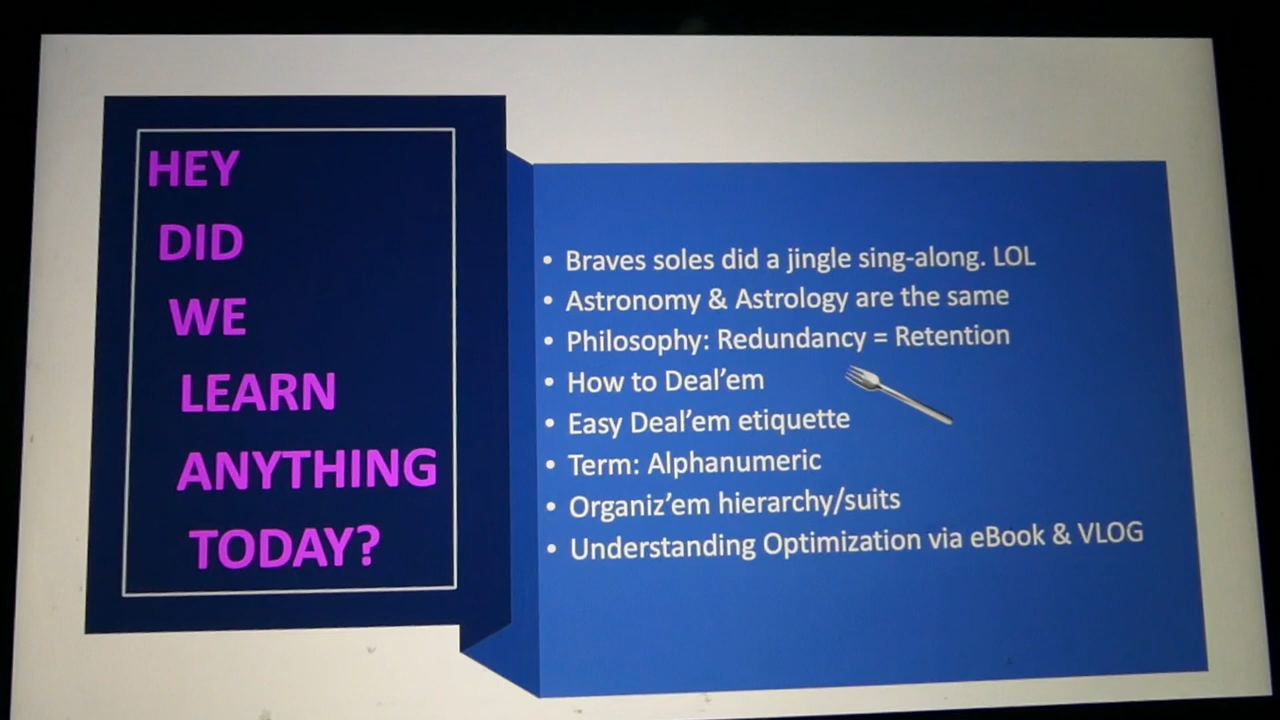 HEY
DID
WE
LEARN
ANYTHING
TODAY?
• Braves soles did a jingle sing-along. LOL
• Astronomy & Astrology are the same
• Philosophy: Redundancy = Retention
• How to Deal’em
• Easy Deal’em etiquette
• Term: Alphanumeric
• Organiz’em hierarchy/suits
• Understanding Optimization via eBook & VLOG